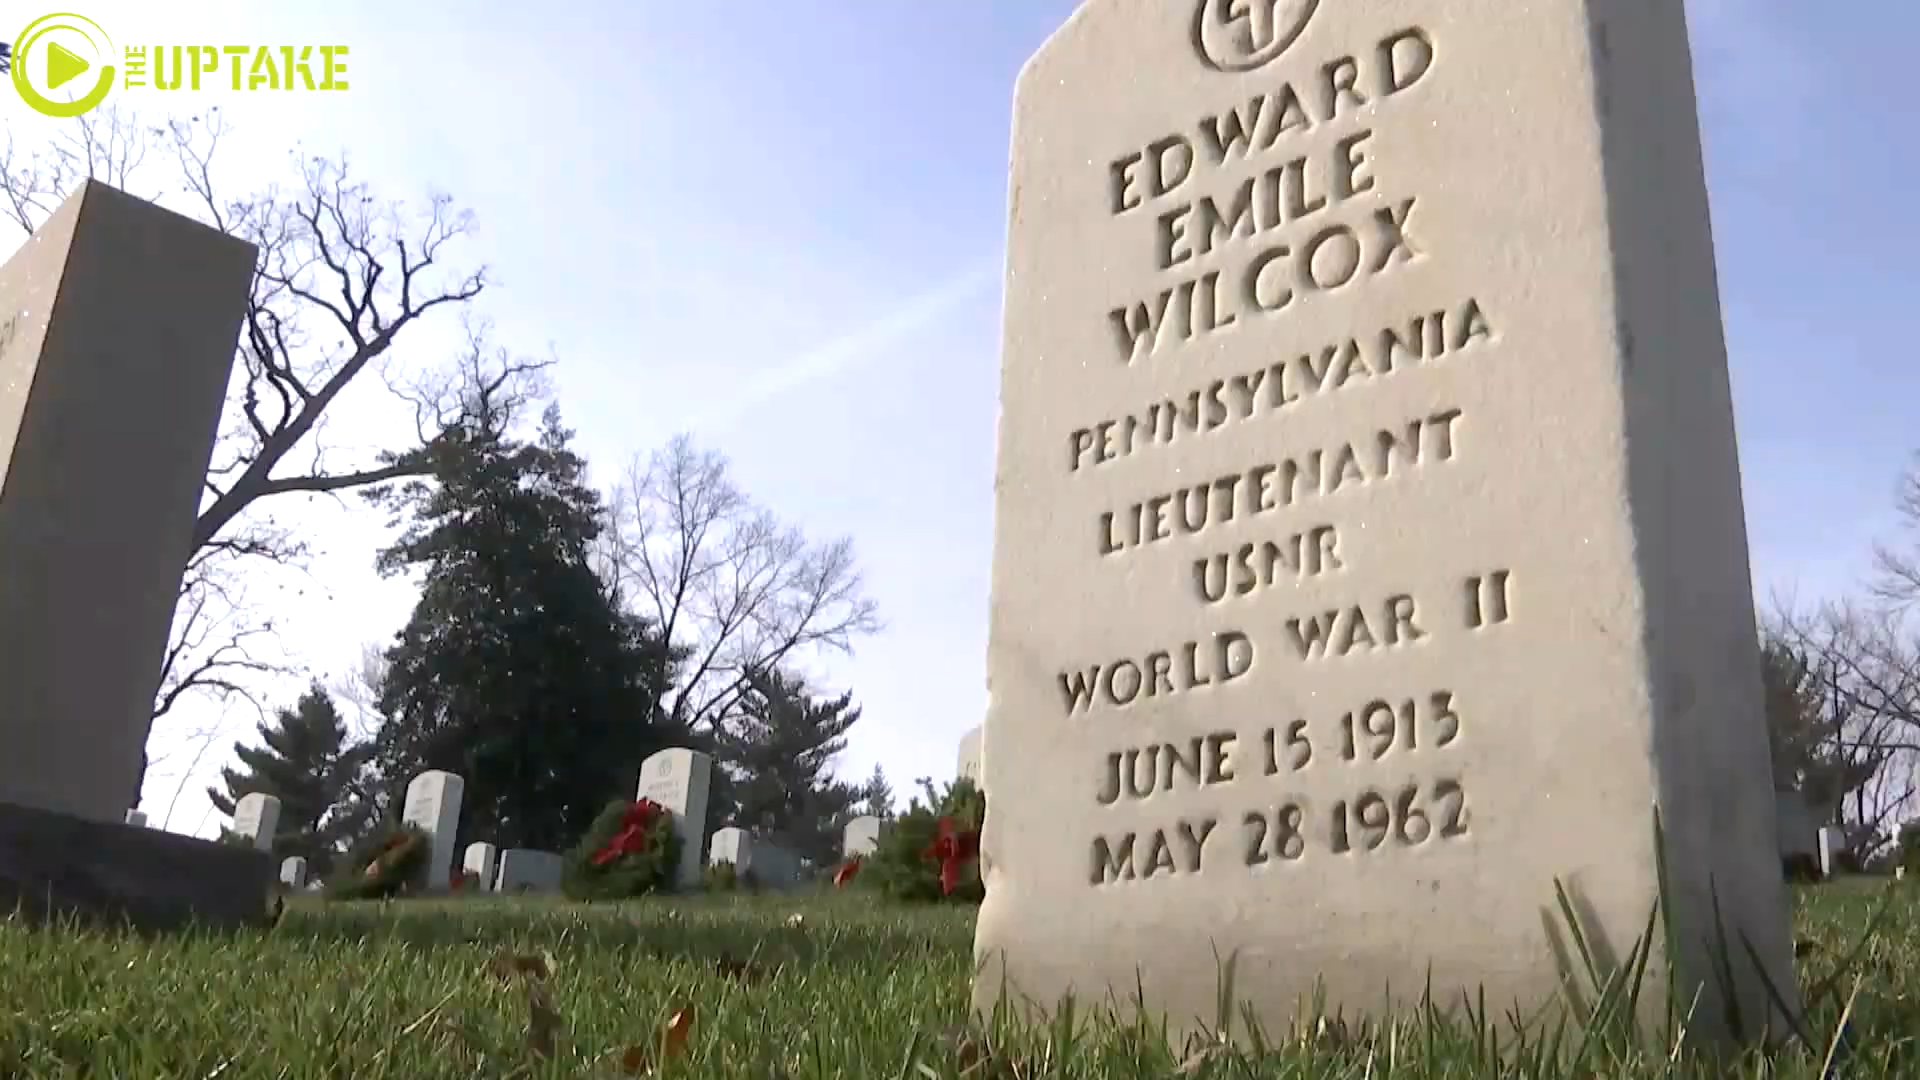 THE UPTAKE
EDWARD
EMILE
WILCOX
PENNSYLVANIA
LIEUTENANT
USNR
WORLD WAR II
JUNE 15 1913
MAY 28 1962